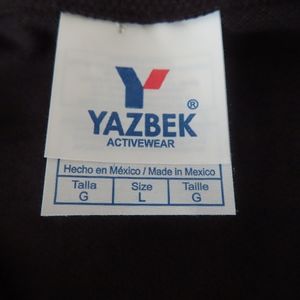 YAZBEK ®
ACTIVEWEAR
Hecho en México / Made in Mexico
Talla Size Taille
G L G